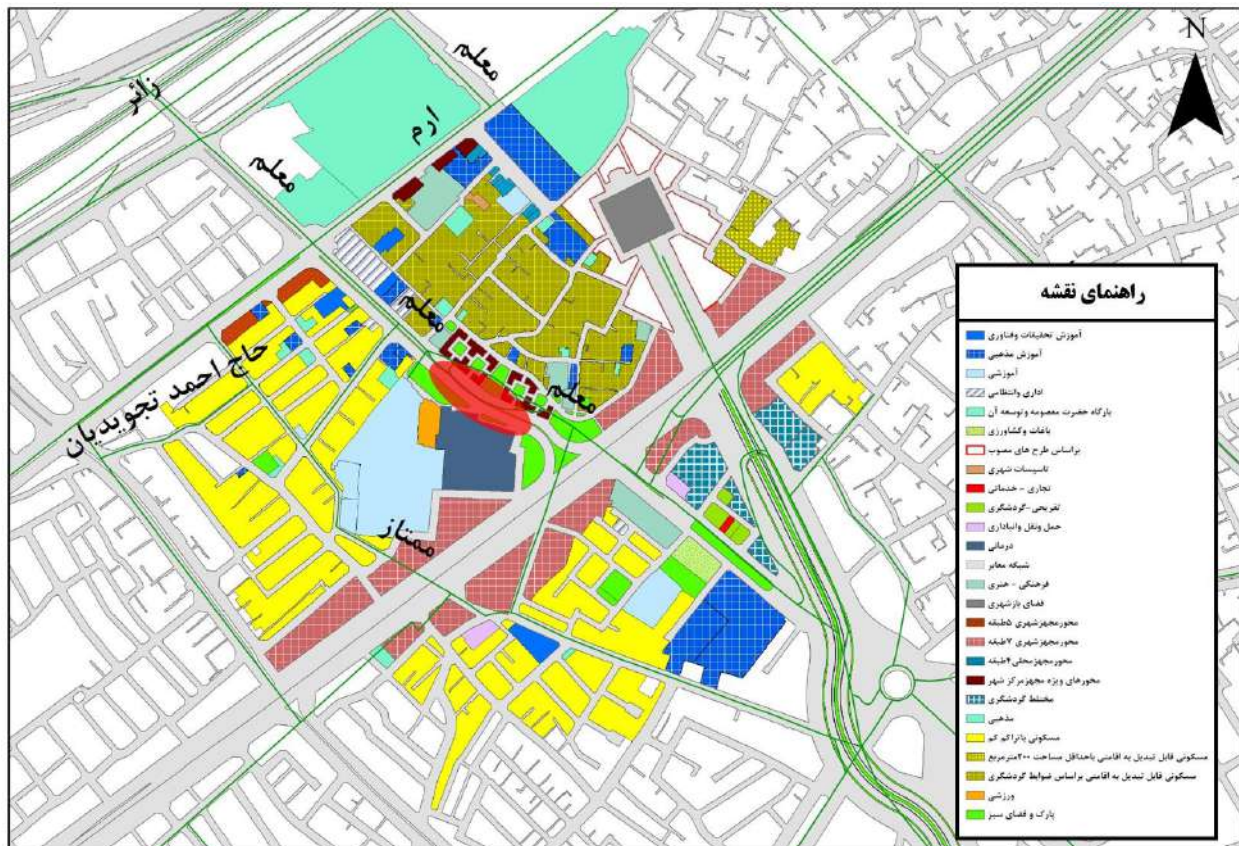 N
معلم
زائر
ارم
معلم
معلم
معلم
حاج احمد تجویدیان
ممتاز
راهنمای نقشه
آموزش تحقیقات وفناوری
آموزش مذهبی
آموزشی
اداری وانتظامی
بارگاه حضرت معصومه و توسعه آن
باغات وکشاورزی
براساس طرح های مصوب
تاسیسات شهری
تجاری - خدماتی
تفریحی -گردشگری
حمل ونقل وانبارداری
درمانی
شبکه معابر
فرهنگی - هنری
فضای بازشهری
محورمجهزشهری ۵طبقه
محورمجهزشهری ۷طبقه
محورمجهزمحلی۴طبقه
محورهای ویژه مجهزمرکز شهر
مختلط گردشگری
مذهبی
مسکونی باتراکم کم
مسکونی قابل تبدیل به اقامتی باحداقل مساحت ۲۰۰مترمربع
مسکونی قابل تبدیل به اقامتی براساس ضوابط گردشگری
ورزشی
پارک و فضای سبز